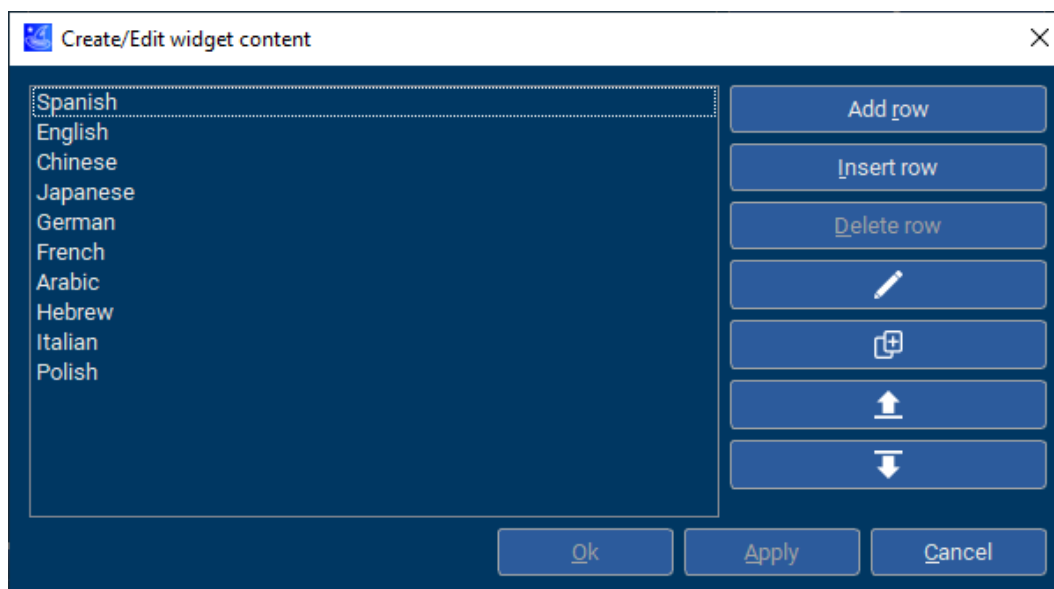 Create/Edit widget content
Spanish
English
Chinese
Japanese
German
French
Arabic
Hebrew
Italian
Polish
Add row
Insert row
Delete row
Ok
Apply
Cancel